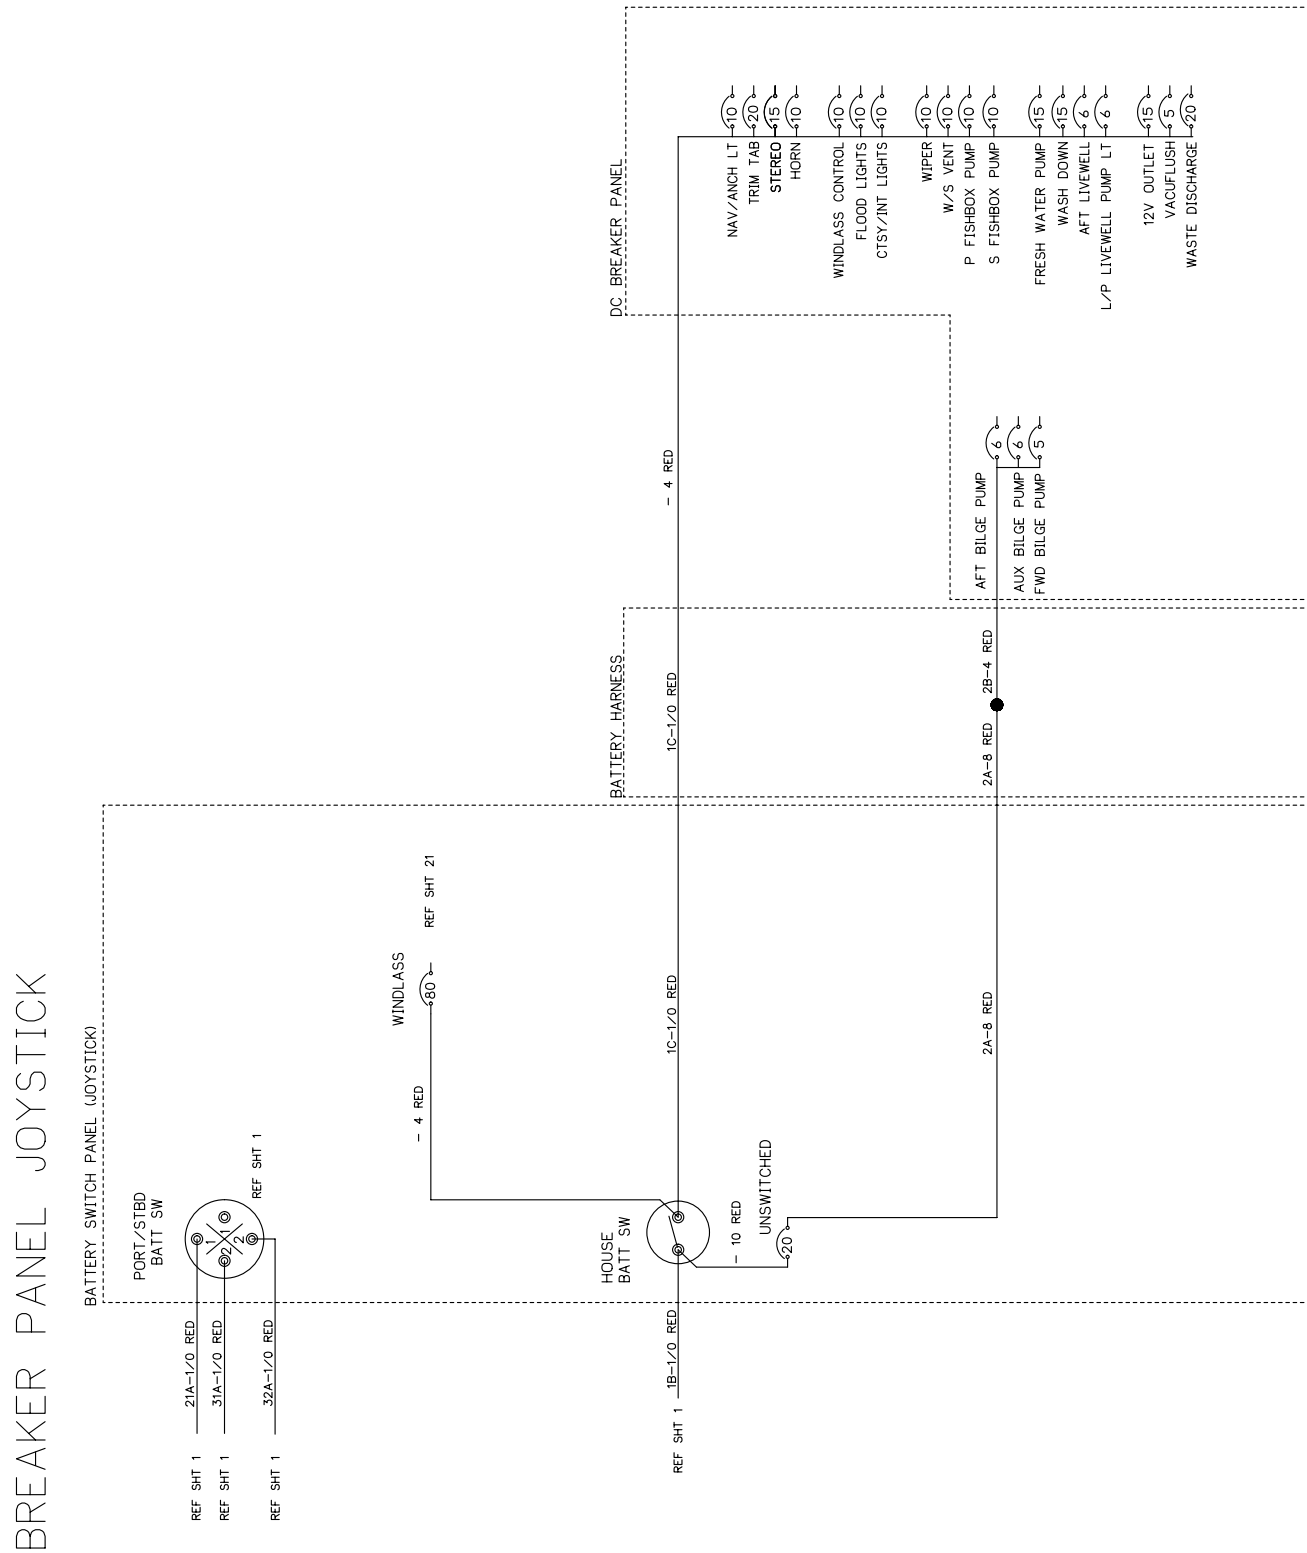 BREAKER PANEL JOYSTICK
BATTERY SWITCH PANEL (JOYSTICK)
PORT/STBD
BATT SW
1
1
2
2
REF SHT 1
21A-1/0 RED
REF SHT 1
31A-1/0 RED
REF SHT 1
32A-1/0 RED
REF SHT 1
WINDLASS
80
REF SHT 21
- 4 RED
HOUSE
BATT SW
REF SHT 1
1B-1/0 RED
1C-1/0 RED
- 10 RED
UNSWITCHED
20
2A-8 RED
BATTERY HARNESS
1C-1/0 RED
2A-8 RED
2B-4 RED
DC BREAKER PANEL
- 4 RED
NAV/ANCH LT 10
TRIM TAB 20
STEREO 15
HORN 10
WINDLASS CONTROL 10
FLOOD LIGHTS 10
CTSY/INT LIGHTS 10
WIPER 10
W/S VENT 10
P FISHBOX PUMP 10
S FISHBOX PUMP 10
FRESH WATER PUMP 15
WASH DOWN 15
AFT LIVEWELL 6
L/P LIVEWELL PUMP LT 6
12V OUTLET 15
VACUFLUSH 5
WASTE DISCHARGE 20
AFT BILGE PUMP 6
AUX BILGE PUMP 6
FWD BILGE PUMP 5